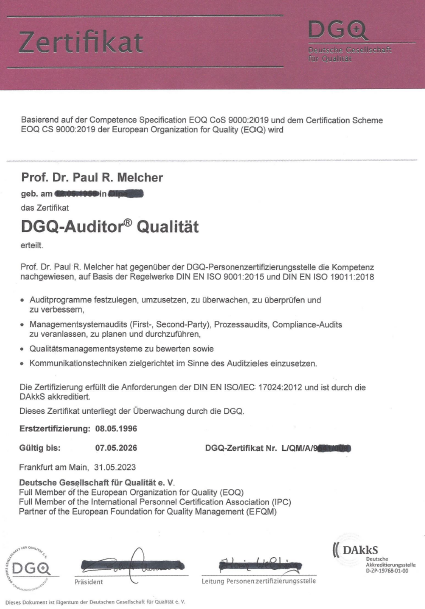 Zertifikat
DGQ
Deutsche Gesellschaft
für Qualität
Basierend auf der Competence Specification EOQ CoS 9000:2019 und dem Certification Scheme
EOQ CS 9000:2019 der European Organization for Quality (EOQ) wird
Prof. Dr. Paul R. Melcher
geb. am in
das Zertifikat
DGQ-Auditor® Qualität
erteilt.
Prof. Dr. Paul R. Melcher hat gegenüber der DGQ-Personenzertifizierungsstelle die Kompetenz
nachgewiesen, auf Basis der Regelwerke DIN EN ISO 9001:2015 und DIN EN ISO 19011:2018
• Auditprogramme festzulegen, umzusetzen, zu überwachen, zu überprüfen und
zu verbessern,
• Managementsystemaudits (First-, Second-Party), Prozessaudits, Compliance-Audits
zu veranlassen, zu planen und durchzuführen,
• Qualitätsmanagementsysteme zu bewerten sowie
• Kommunikationstechniken zielgerichtet im Sinne des Auditzieles einzusetzen.
Die Zertifizierung erfüllt die Anforderungen der DIN EN ISO/IEC 17024:2012 und ist durch die
DAkkS akkreditiert.
Dieses Zertifikat unterliegt der Überwachung durch die DGQ.
Erstzertifizierung: 08.05.1996
Gültig bis: 07.05.2026 DGQ-Zertifikat Nr. L/QM/A/9
Frankfurt am Main, 31.05.2023
Deutsche Gesellschaft für Qualität e. V.
Full Member of the European Organization for Quality (EOQ)
Full Member of the International Personnel Certification Association (IPC)
Partner of the European Foundation for Quality Management (EFQM)
DGQ
Präsident
Leitung Personenzertifizierungsstelle
DAkkS
Deutsche
Akkreditierungsstelle
D-ZP-19768-01-00
Dieses Dokument ist Eigentum der Deutschen Gesellschaft für Qualität e. V.